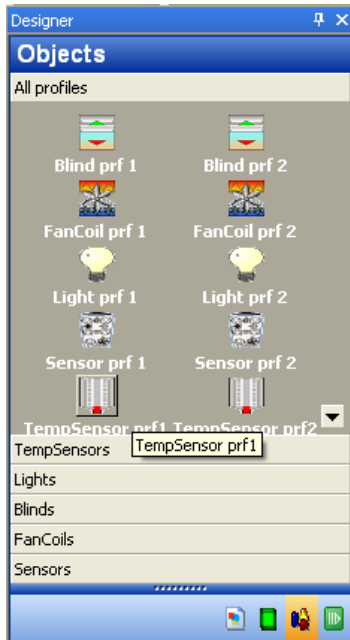 Designer
Objects
All profiles
Blind prf 1 Blind prf 2
FanCoil prf 1 FanCoil prf 2
Light prf 1 Light prf 2
Sensor prf 1 Sensor prf 2
TempSensor prf1 TempSensor prf2
TempSensors TempSensor prf1
Lights
Blinds
FanCoils
Sensors